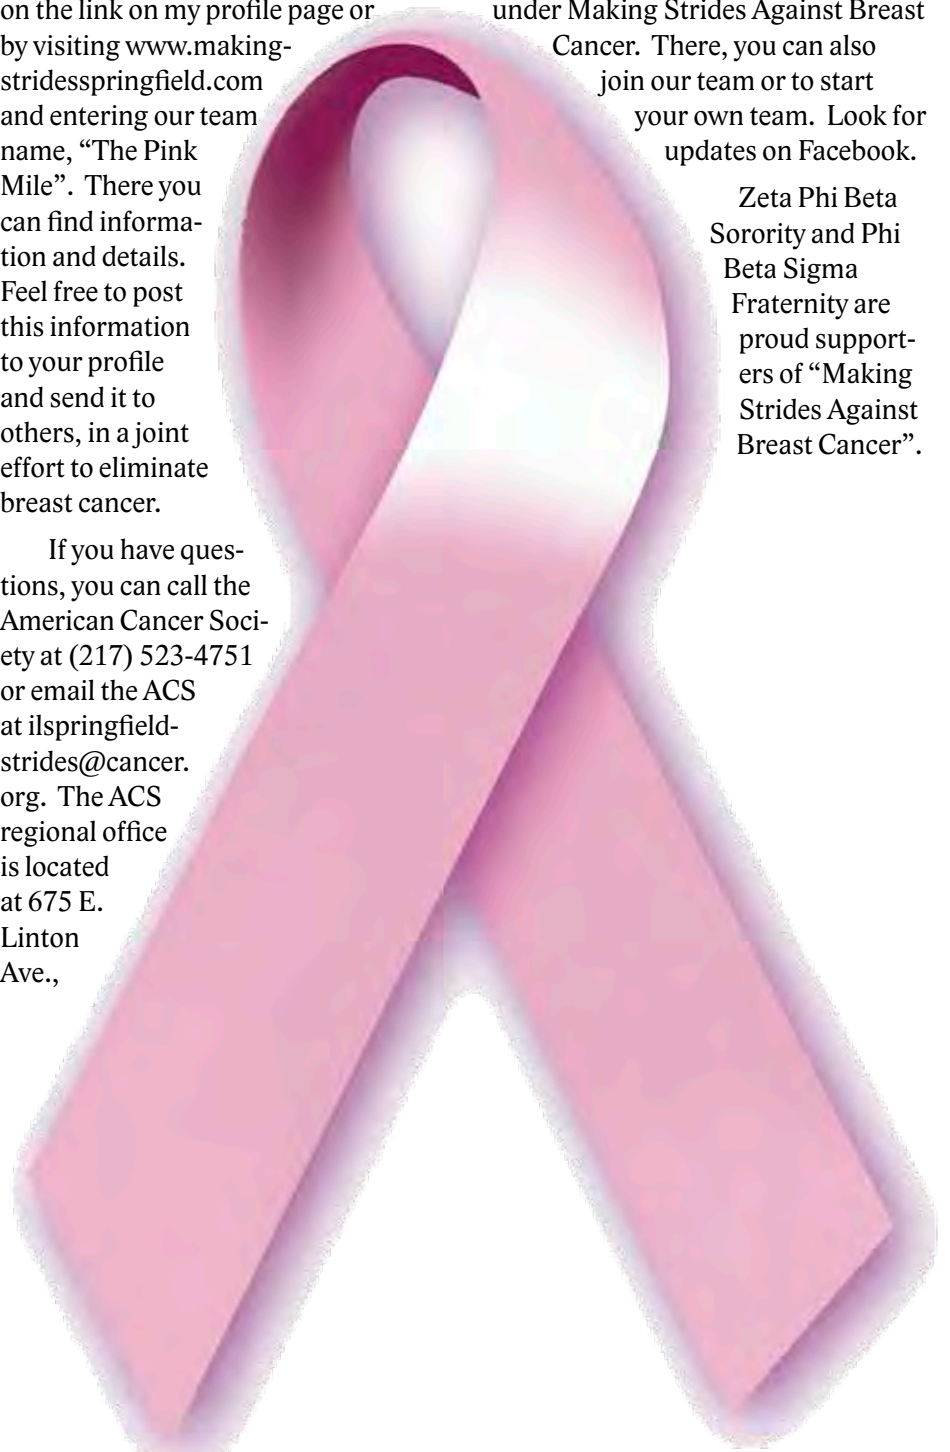 on the link on my profile page or
by visiting www.making-
stridesspringfield.com
and entering our team
name, “The Pink
Mile”.  There you
can find informa-
tion and details.
Feel free to post
this information
to your profile
and send it to
others, in a joint
effort to eliminate
breast cancer.
If you have ques-
tions, you can call the
American Cancer Soci-
ety at (217) 523-4751
or email the ACS
at ilspringfield-
strides@cancer.
org.  The ACS
regional office
is located
at 675 E.
Linton
Ave.,
under Making Strides Against Breast
Cancer.  There, you can also
join our team or to start
your own team.  Look for
updates on Facebook.
Zeta Phi Beta
Sorority and Phi
Beta Sigma
Fraternity are
proud support-
ers of “Making
Strides Against
Breast Cancer”.